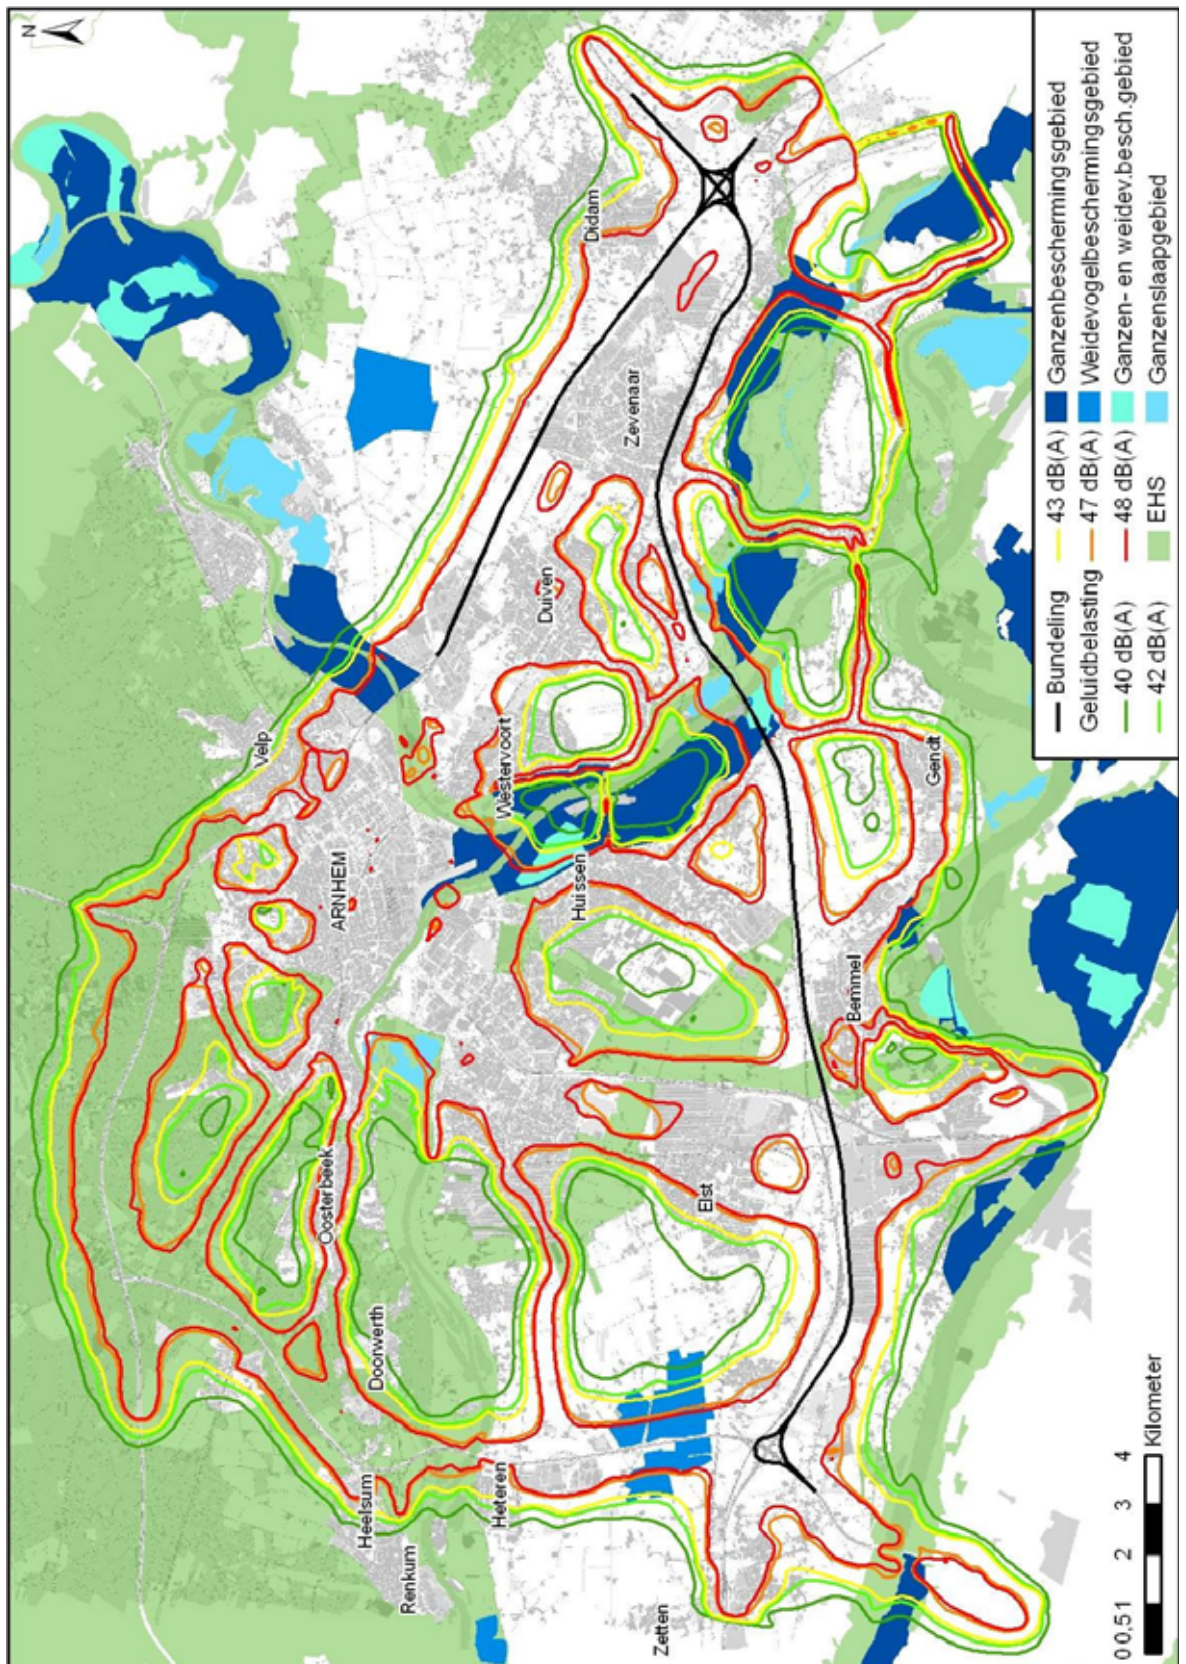 N
Didam
Zevenaar
Duiven
Velp
Westervoort
ARNHEM
Huissen
Gendt
Bemmel
Oosterbeek
Elst
Doorwerth
Heelsum
Heteren
Renkum
Zetten
Bundeling
Geluidbelasting
40 dB(A)
42 dB(A)
43 dB(A)
47 dB(A)
48 dB(A)
EHS
Ganzenbeschermingsgebied
Weidevogelbeschermingsgebied
Ganzen- en weidev.besch.gebied
Ganzenslaapgebied
0 0,5 1 2 3 4
Kilometer